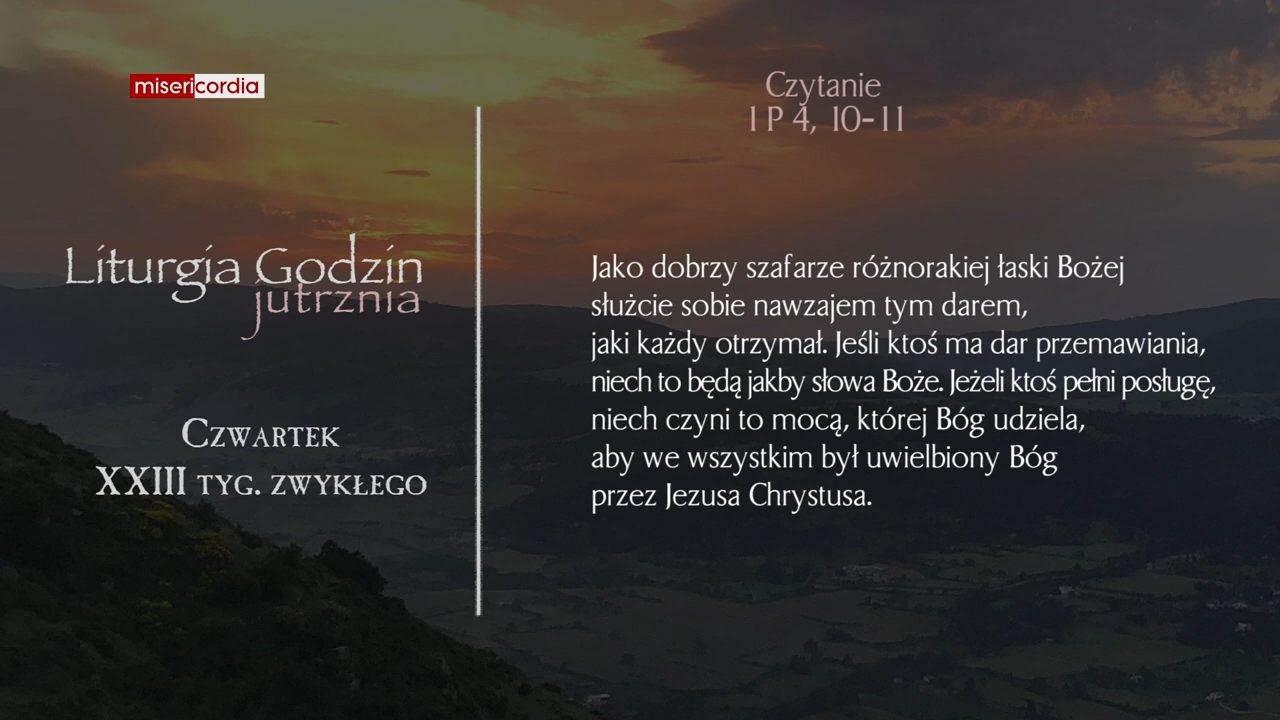 misericordia
Liturgia Godzin
jutrznia
Czwartek
XXIII tyg. zwykłego
Czytanie
1 P 4, 10-11
Jako dobrzy szafarze różnorakiej łaski Bożej
służcie sobie nawzajem tym darem,
jaki każdy otrzymał. Jeśli ktoś ma dar przemawiania,
niech to będą jakby słowa Boże. Jeżeli ktoś pełni posługę,
niech czyni to mocą, której Bóg udziela,
aby we wszystkim był uwielbiony Bóg
przez Jezusa Chrystusa.